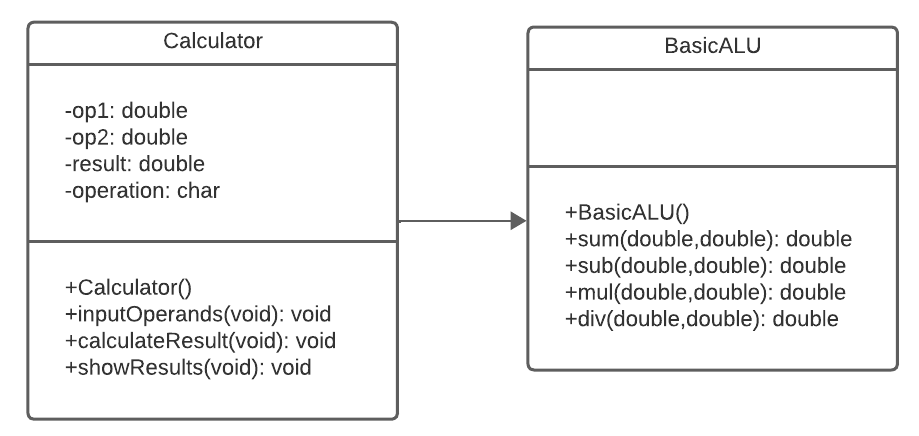 Calculator
-op1: double
-op2: double
-result: double
-operation: char
+Calculator()
+inputOperands(void): void
+calculateResult(void): void
+showResults(void): void
BasicALU
+BasicALU()
+sum(double,double): double
+sub(double,double): double
+mul(double,double): double
+div(double,double): double